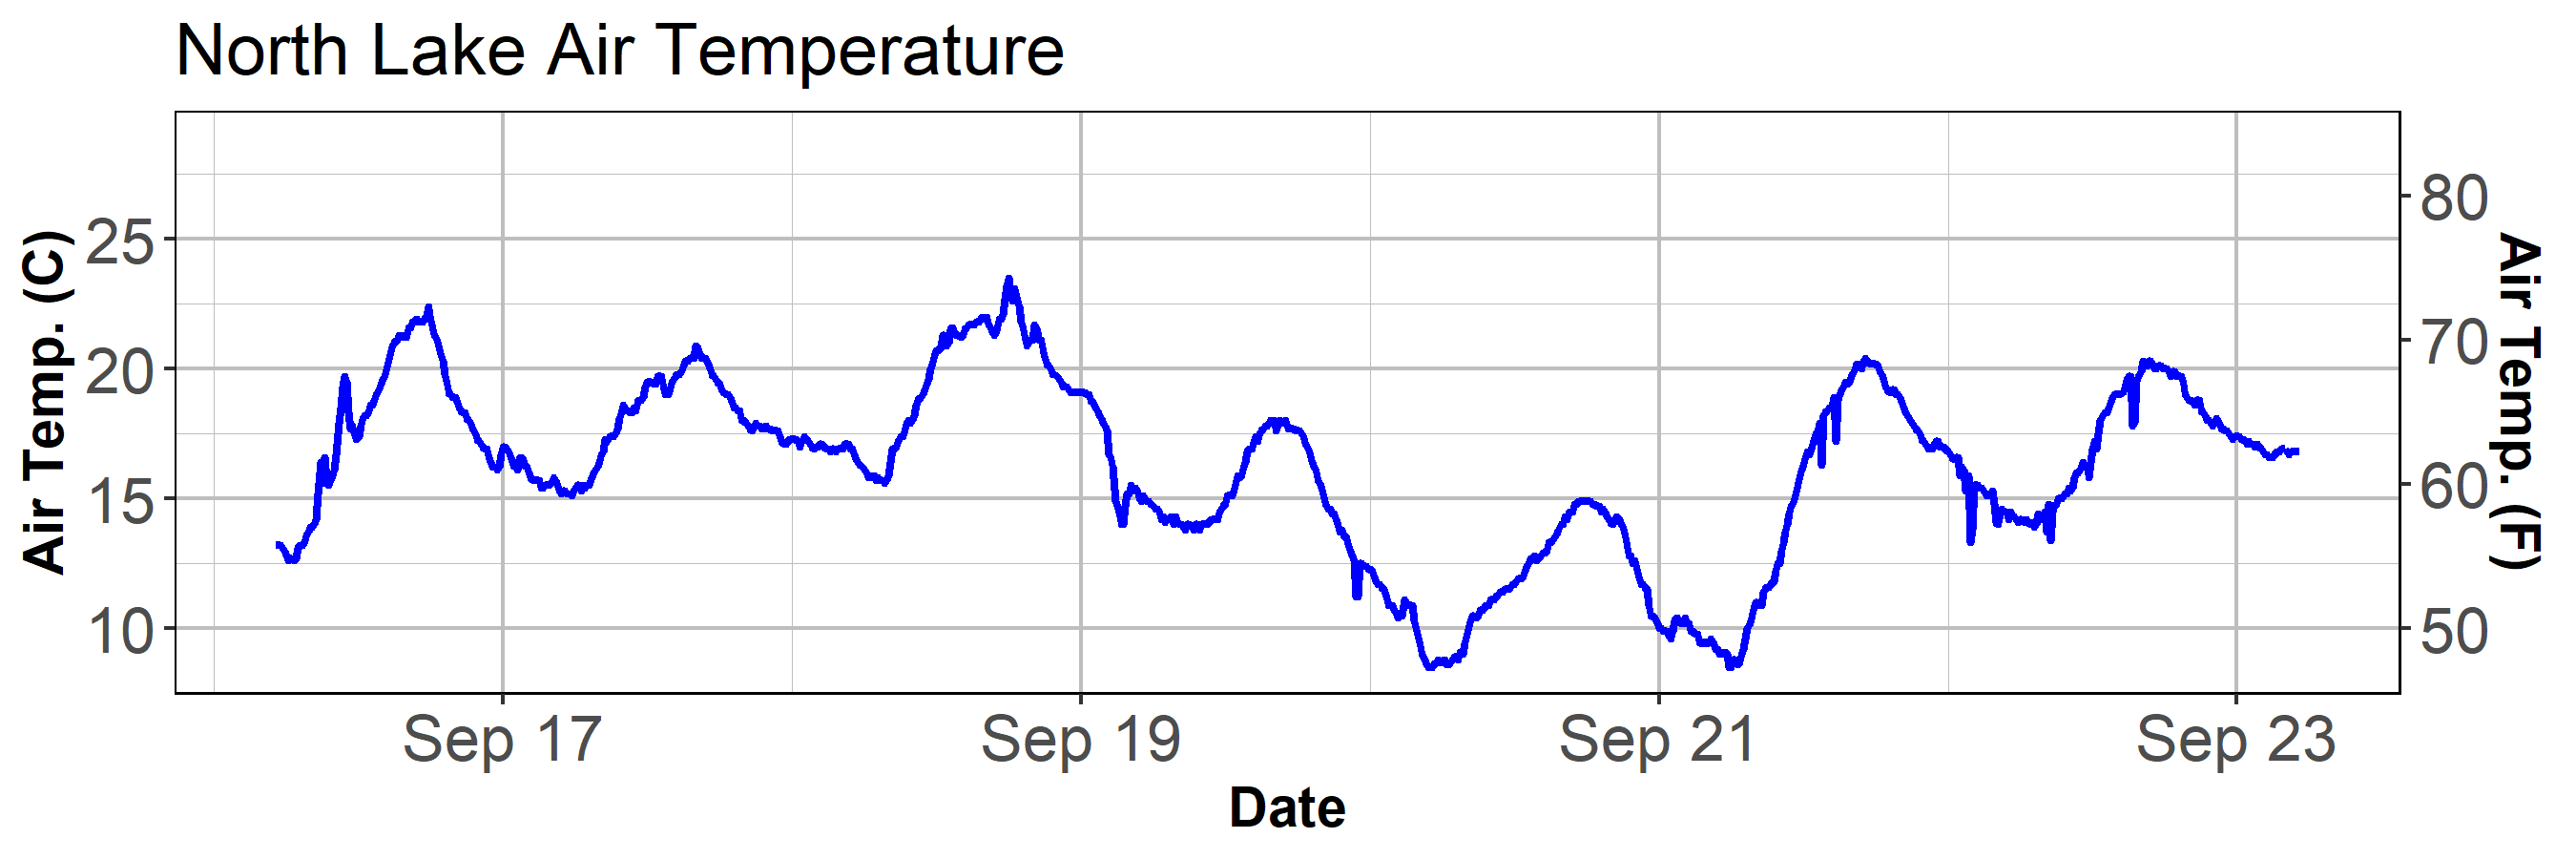 North Lake Air Temperature
Air Temp. (C)
25
20
15
10
80
70
60
50
Air Temp. (F)
Sep 17
Sep 19
Sep 21
Sep 23
Date